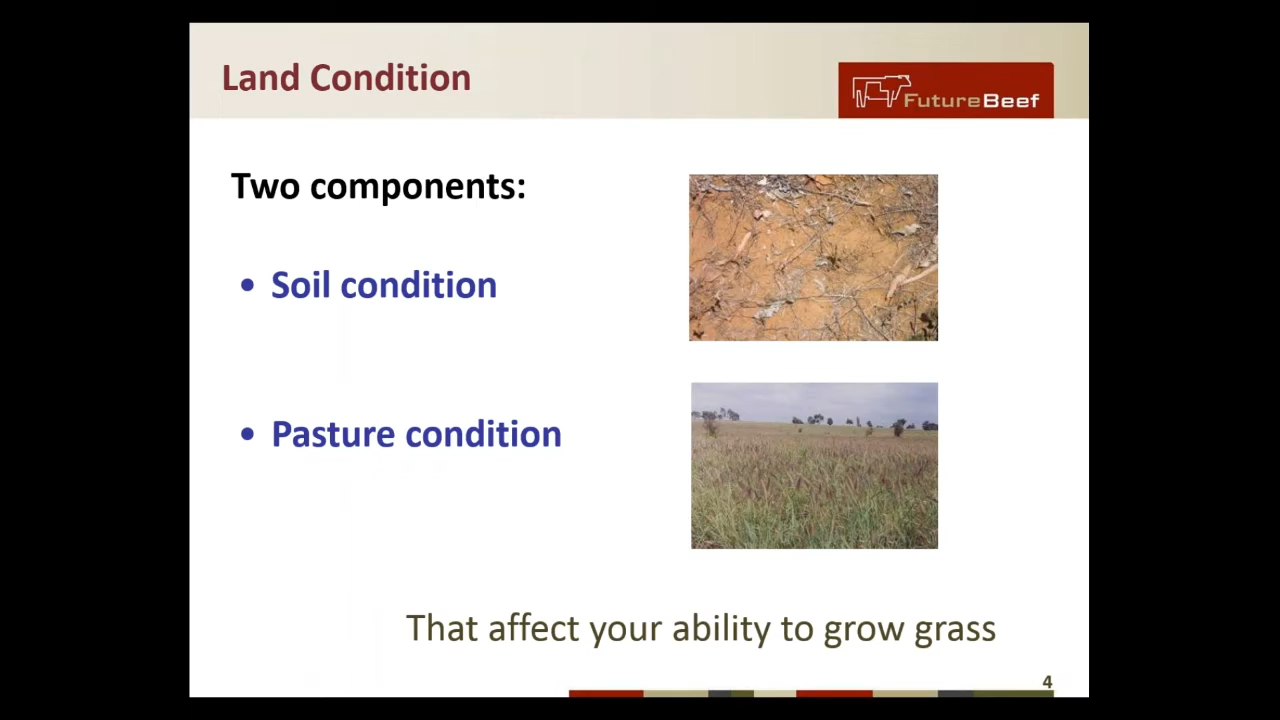 Land Condition
FutureBeef
Two components:
• Soil condition
• Pasture condition
That affect your ability to grow grass
4